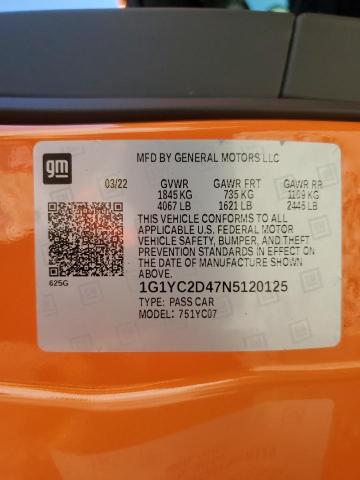 gm
MFD BY GENERAL MOTORS LLC
03/22 GVWR GAWR FRT GAWR RR
1845 KG 735 KG 1109 KG
4067 LB 1621 LB 2446 LB
THIS VEHICLE CONFORMS TO ALL
APPLICABLE U.S. FEDERAL MOTOR
VEHICLE SAFETY, BUMPER, AND THEFT
PREVENTION STANDARDS IN EFFECT ON
THE DATE OF MANUFACTURE SHOWN
ABOVE.
625G
1G1YC2D47N5120125
TYPE: PASS CAR
MODEL: 751YC07